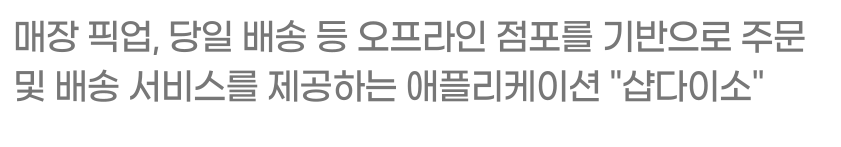 매장 픽업, 당일 배송 등 오프라인 점포를 기반으로 주문
및 배송 서비스를 제공하는 애플리케이션 "샵다이소"